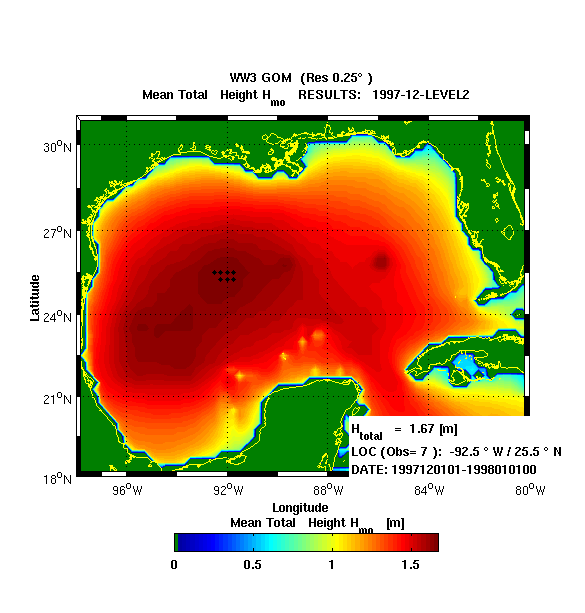 WW3 GOM (Res 0.25° )
Mean Total Height Hmo RESULTS: 1997-12-LEVEL2
30°N
27°N
24°N
21°N
18°N
Latitude
96°W 92°W 88°W 84°W 80°W
Longitude
Htotal = 1.67 [m]
LOC (Obs= 7 ): -92.5 ° W / 25.5 ° N
DATE: 1997120101-1998010100
Mean Total Height Hmo [m]
0 0.5 1 1.5